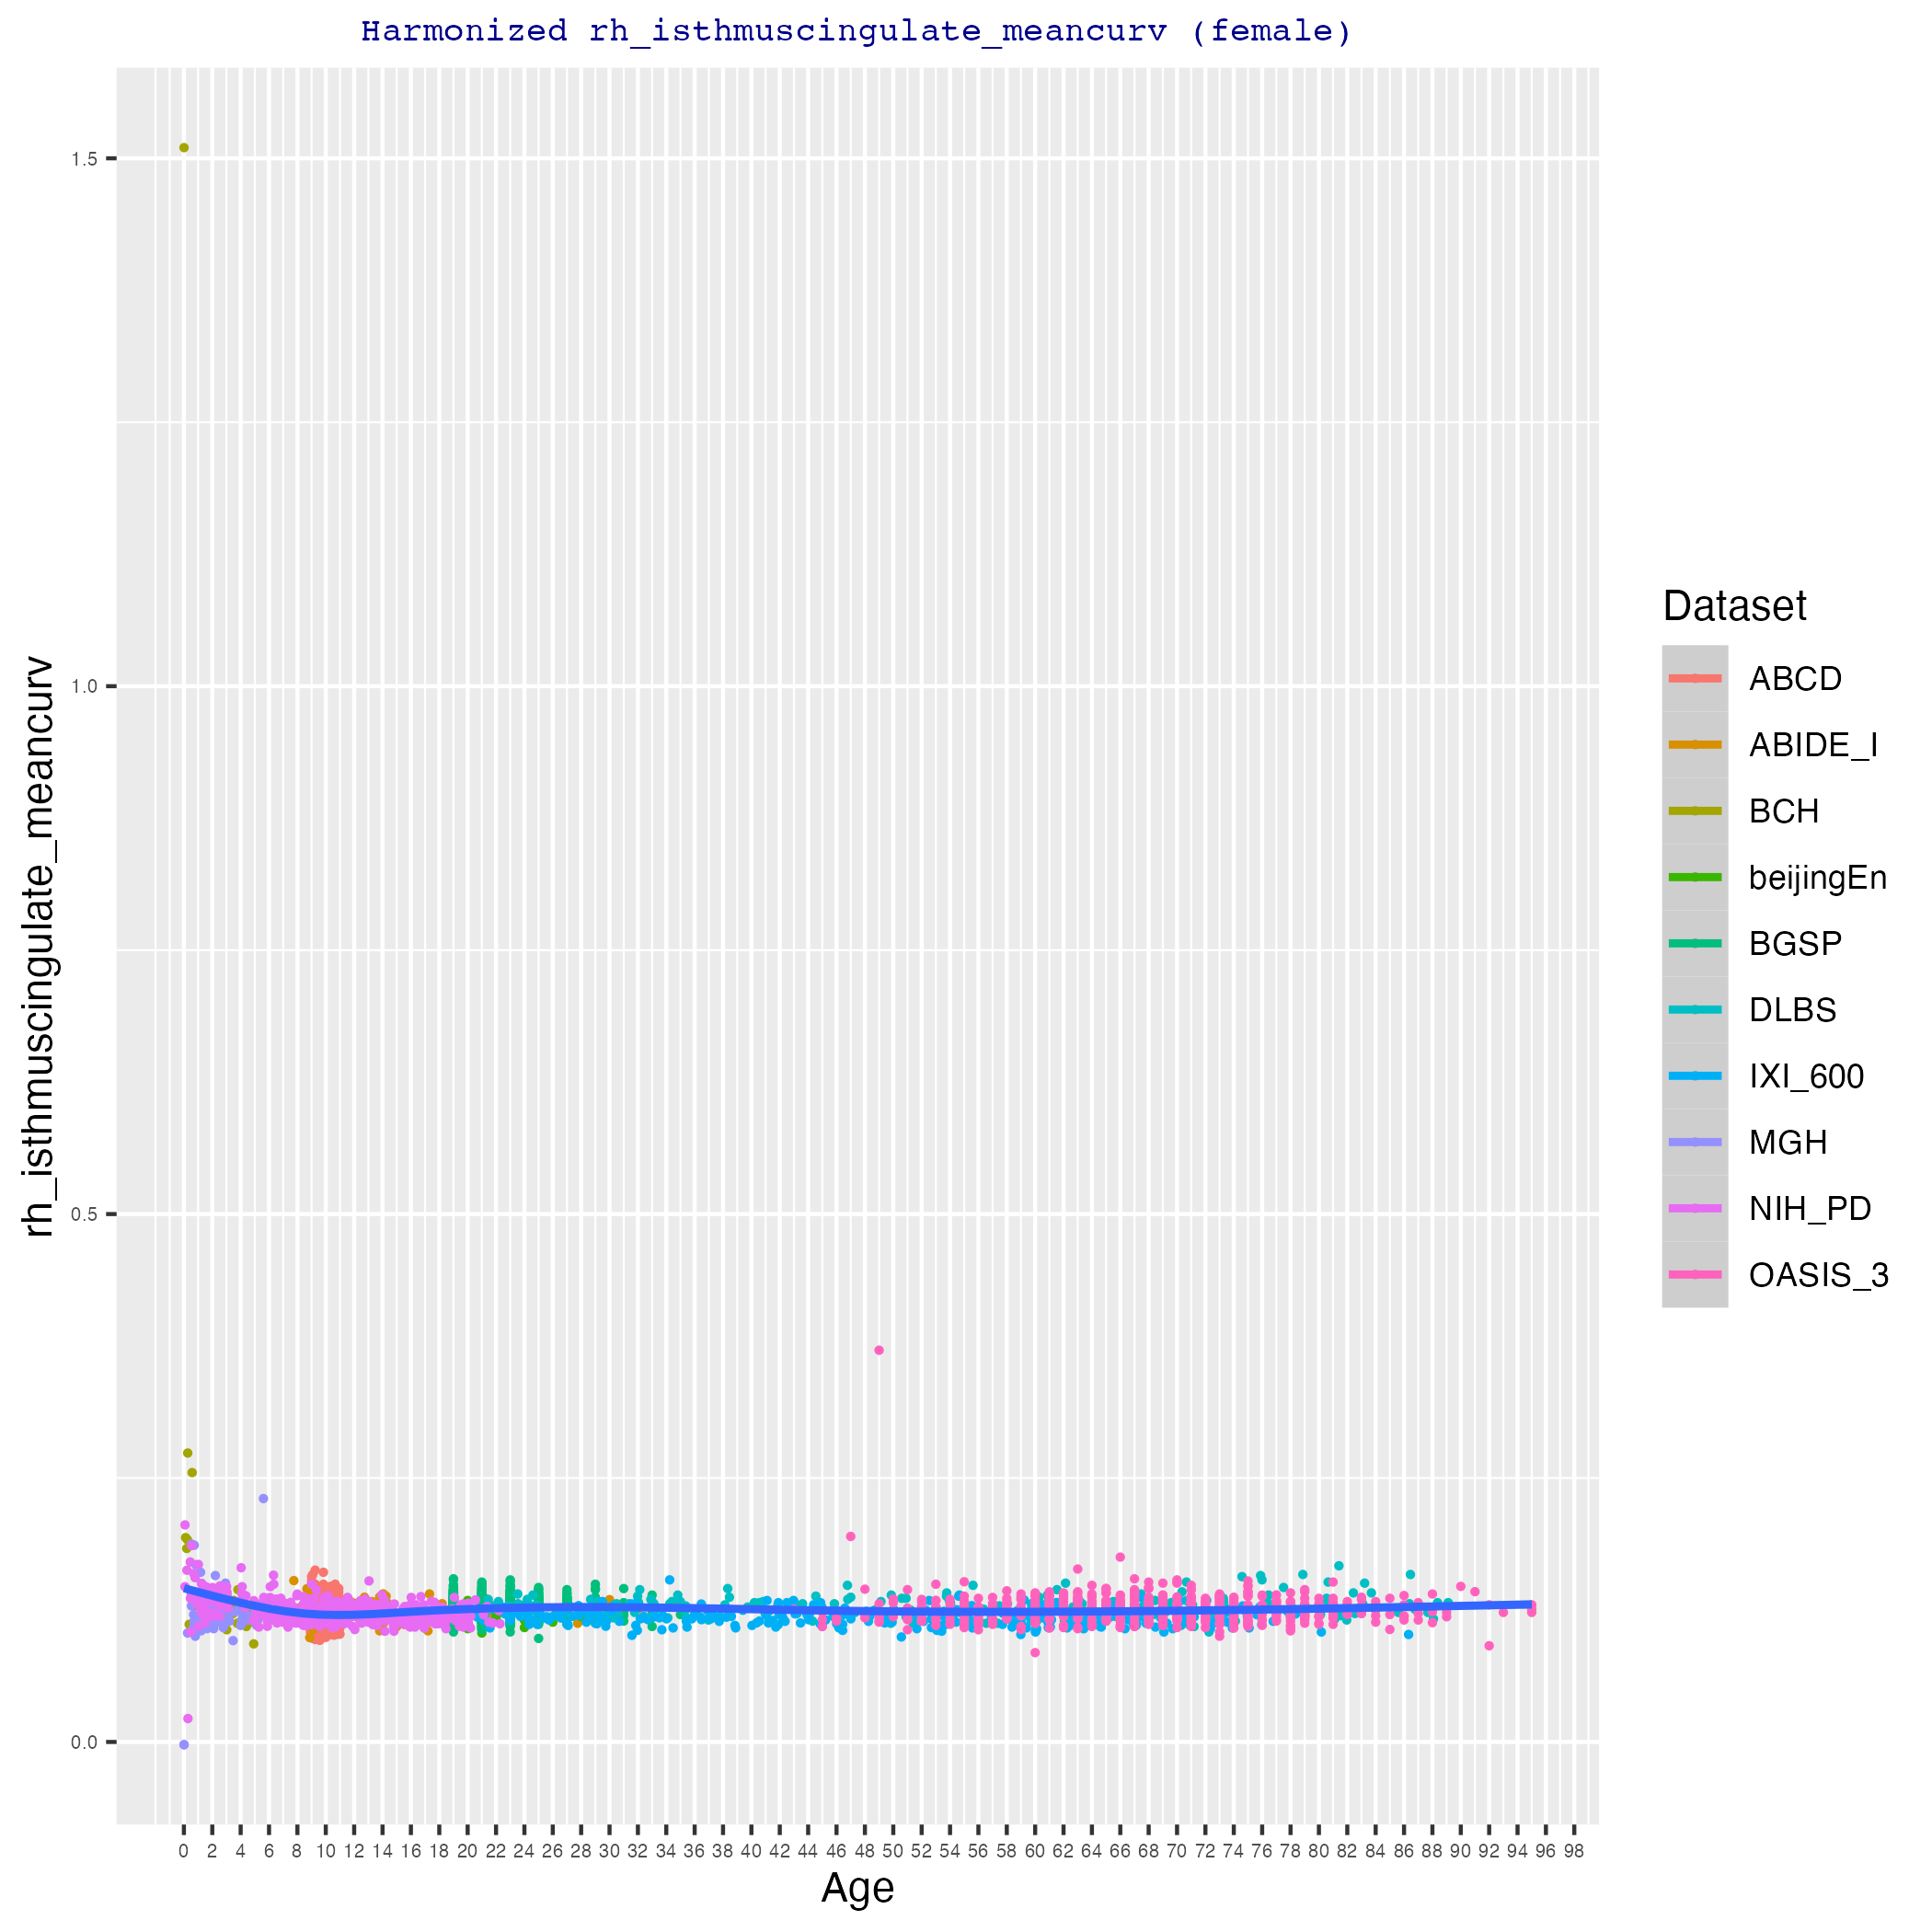 Harmonized rh_isthmuscingulate_meancurv (female)
rh_isthmuscingulate_meancurv
1.5
1.0
0.5
0.0
0 2 4 6 8 10 12 14 16 18 20 22 24 26 28 30 32 34 36 38 40 42 44 46 48 50 52 54 56 58 60 62 64 66 68 70 72 74 76 78 80 82 84 86 88 90 92 94 96 98
Age
Dataset
ABCD
ABIDE_I
BCH
beijingEn
BGSP
DLBS
IXI_600
MGH
NIH_PD
OASIS_3